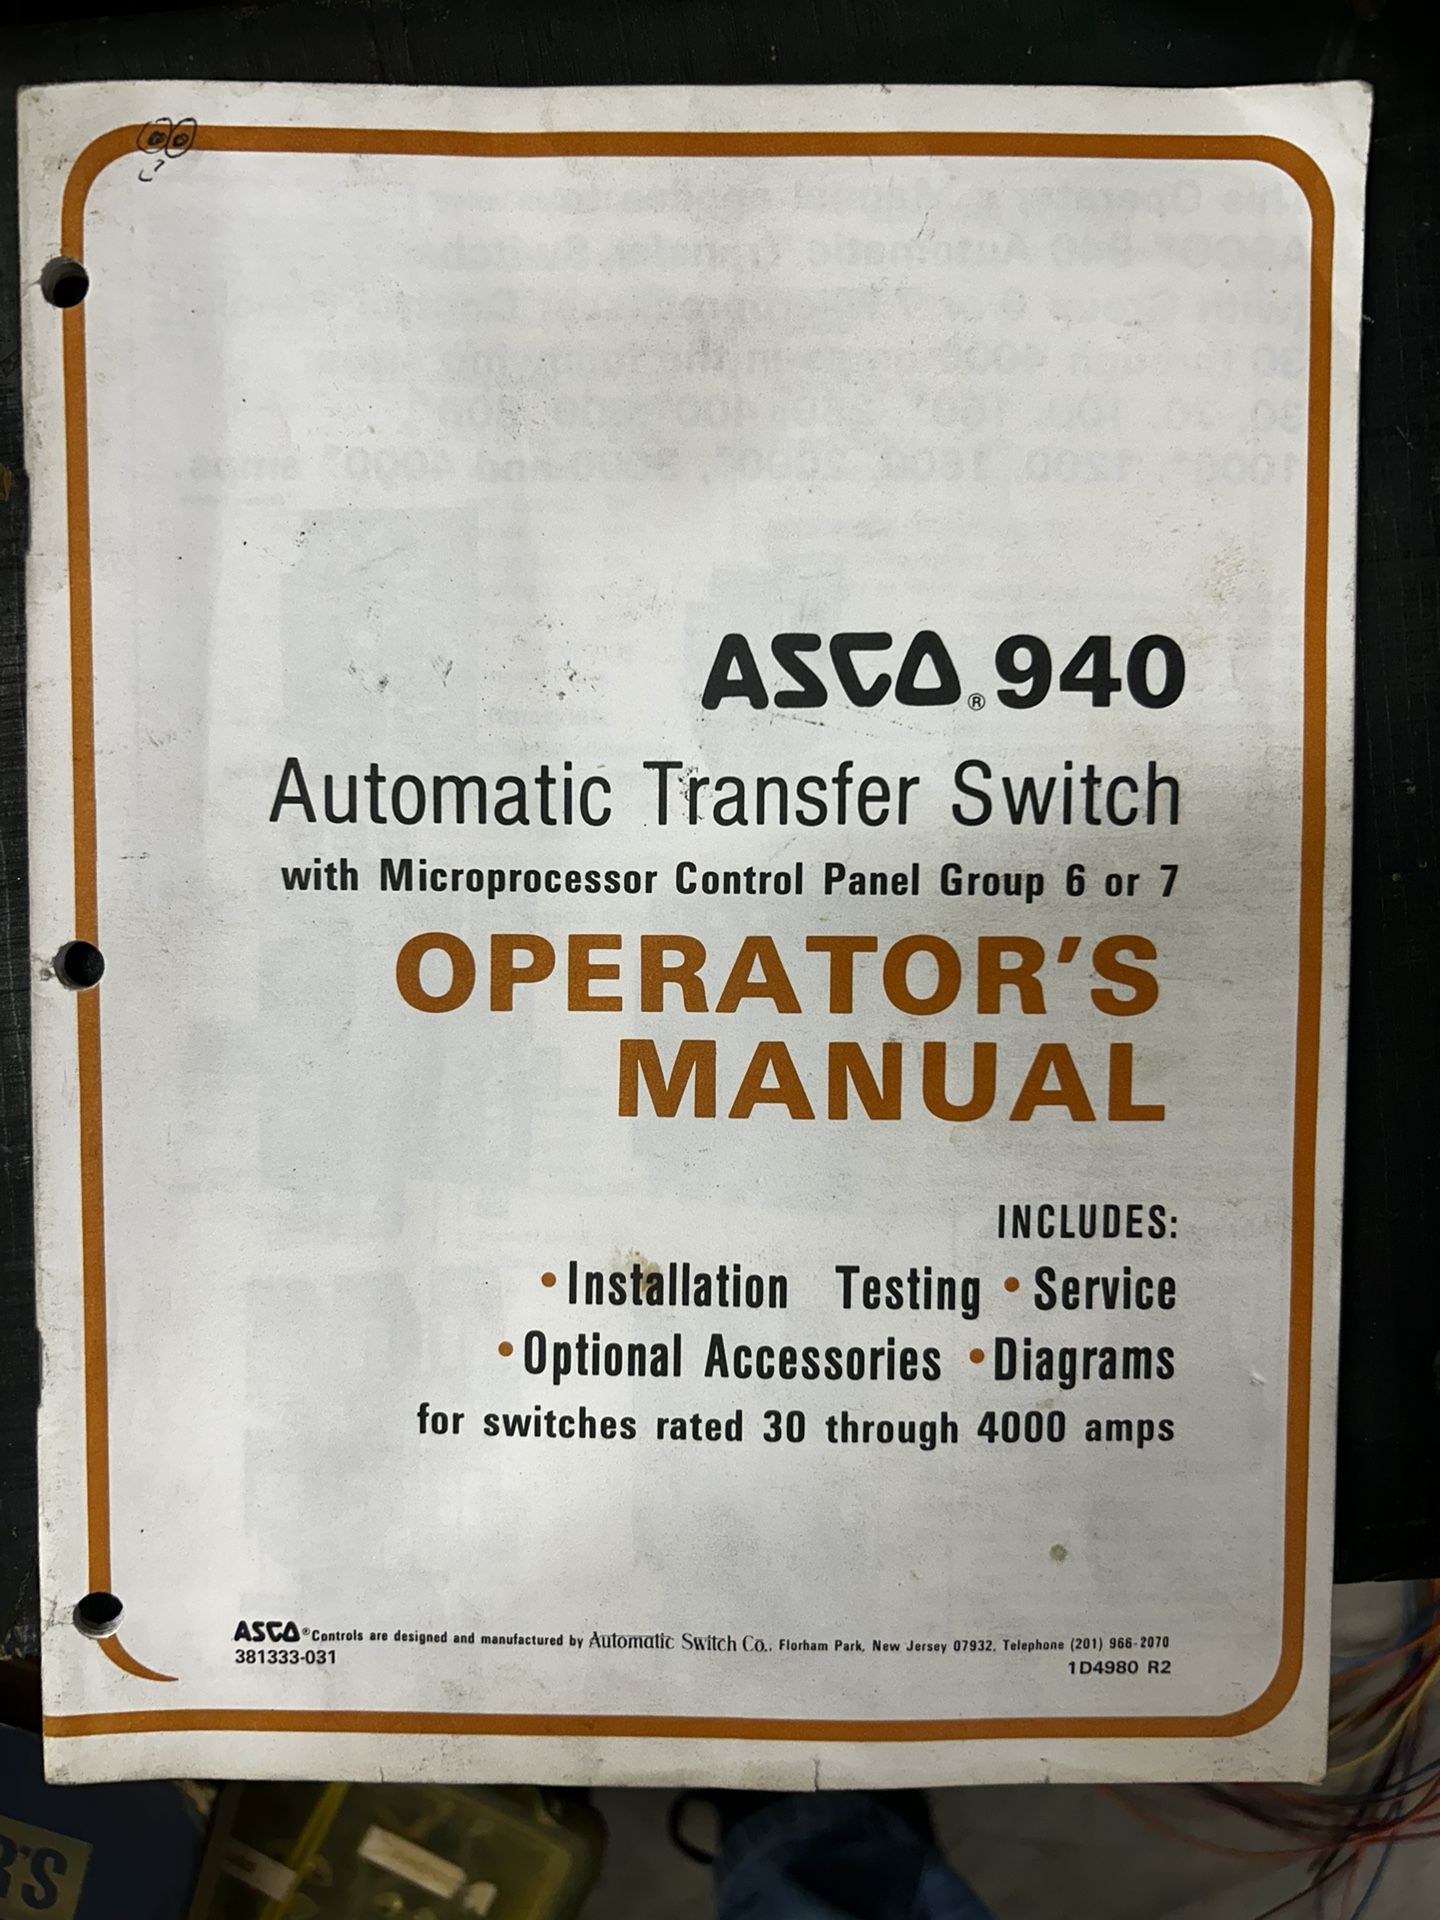 ASCO® 940
Automatic Transfer Switch
with Microprocessor Control Panel Group 6 or 7
OPERATOR'S
MANUAL
INCLUDES:
•Installation Testing •Service
•Optional Accessories •Diagrams
for switches rated 30 through 4000 amps
ASCO® Controls are designed and manufactured by Automatic Switch Co., Florham Park, New Jersey 07932, Telephone (201) 966-2070
381333-031
1D4980 R2
R'S